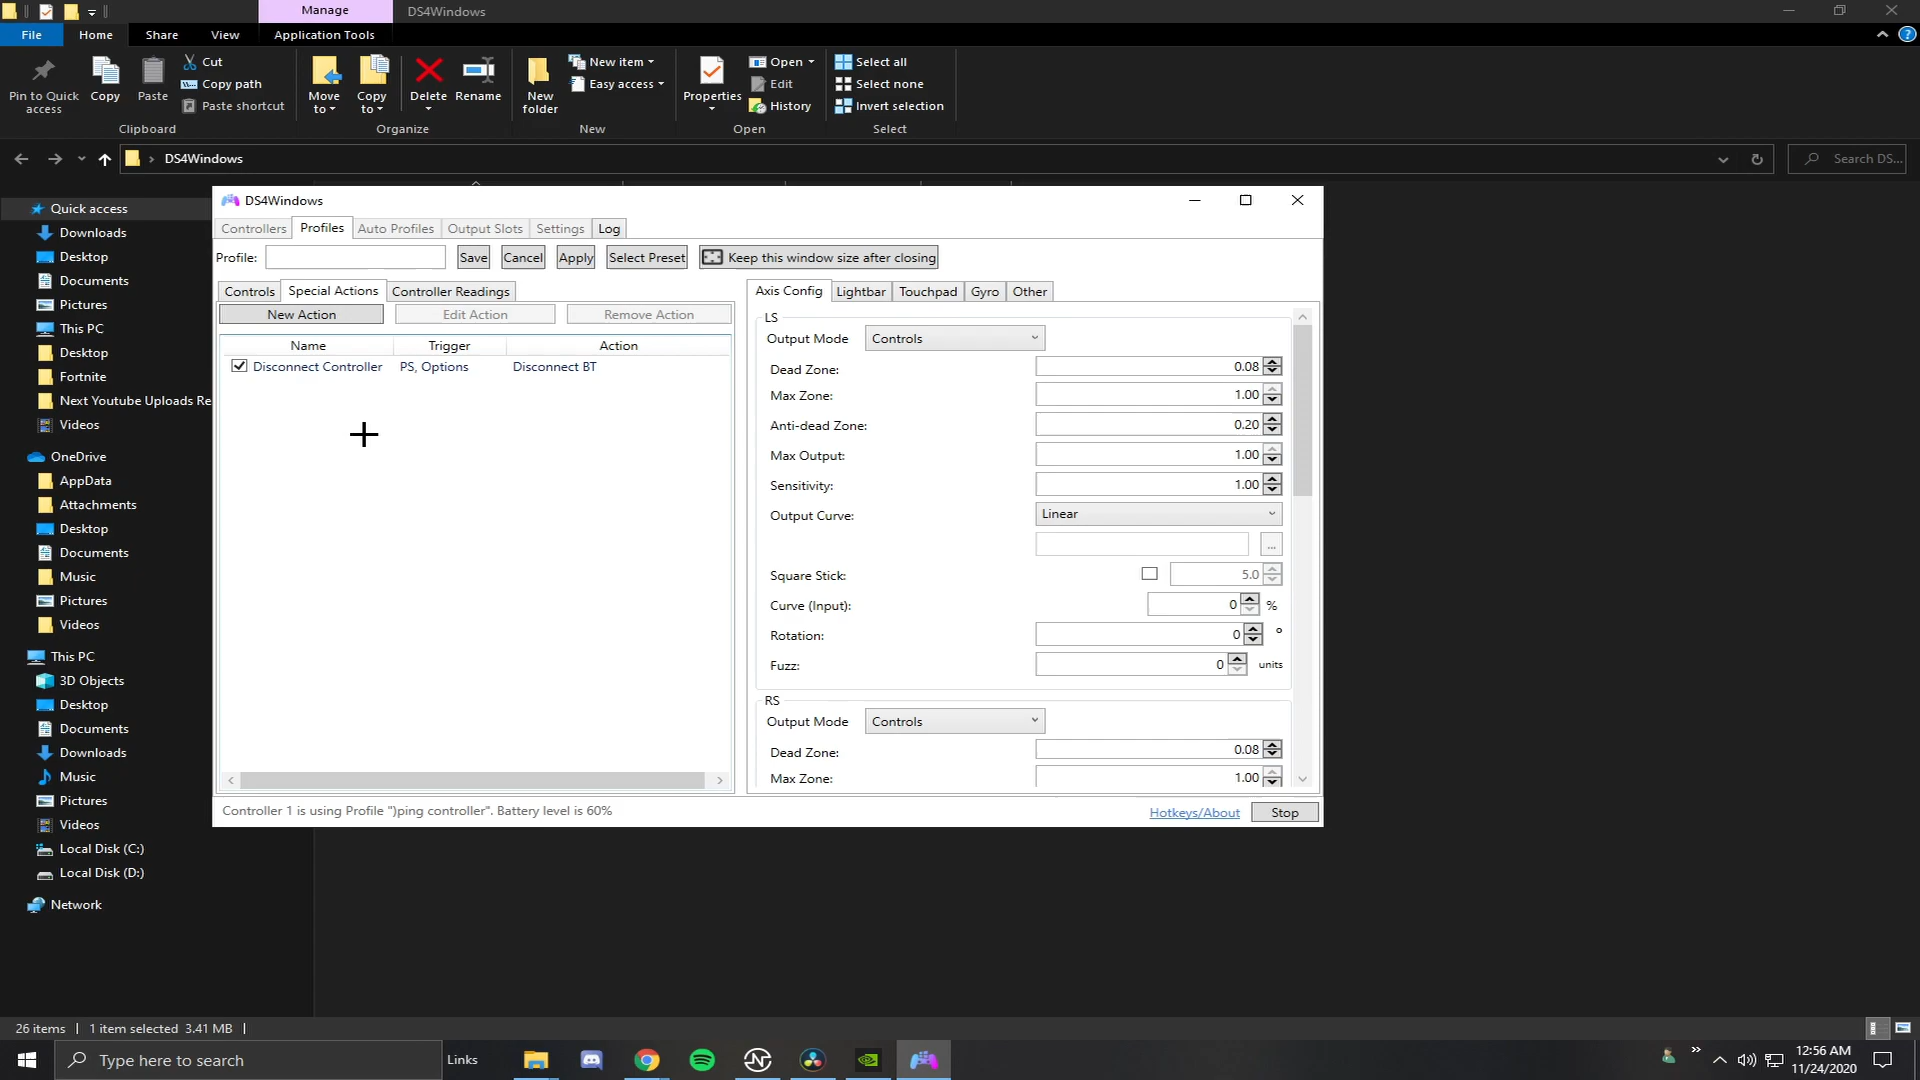 Manage
DS4Windows
File
Home
Share
View
Application Tools
Pin to Quick access
Copy
Paste
Cut
Copy path
Paste shortcut
Clipboard
Move to
Copy to
Delete
Rename
Organize
New folder
New item
Easy access
New
Properties
Open
Edit
History
Open
Select all
Select none
Invert selection
Select
DS4Windows
Search DS...
Quick access
Downloads
Desktop
Documents
Pictures
This PC
Desktop
Fortnite
Next Youtube Uploads Re
Videos
OneDrive
AppData
Attachments
Desktop
Documents
Music
Pictures
Videos
This PC
3D Objects
Desktop
Documents
Downloads
Music
Pictures
Videos
Local Disk (C:)
Local Disk (D:)
Network
DS4Windows
Controllers
Profiles
Auto Profiles
Output Slots
Settings
Log
Profile:
Save
Cancel
Apply
Select Preset
Keep this window size after closing
Controls
Special Actions
Controller Readings
New Action
Edit Action
Remove Action
Name Trigger Action
Disconnect Controller PS, Options Disconnect BT
Axis Config
Lightbar
Touchpad
Gyro
Other
LS
Output Mode Controls
Dead Zone: 0.08
Max Zone: 1.00
Anti-dead Zone: 0.20
Max Output: 1.00
Sensitivity: 1.00
Output Curve: Linear
...
Square Stick: 5.0
Curve (Input): 0 %
Rotation: 0 °
Fuzz: 0 units
RS
Output Mode Controls
Dead Zone: 0.08
Max Zone: 1.00
Controller 1 is using Profile ")ping controller". Battery level is 60%
Hotkeys/About
Stop
26 items
1 item selected 3.41 MB
Type here to search
Links
12:56 AM
11/24/2020